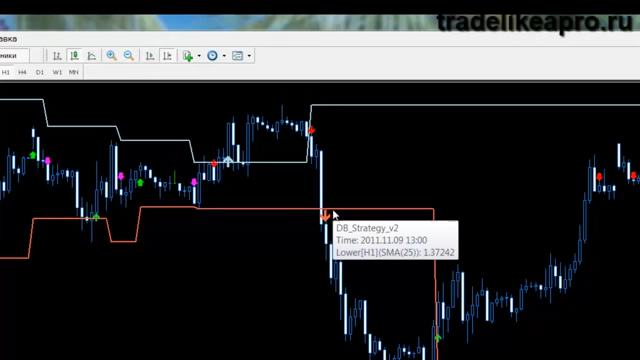 tradelikeapro.ru
авка
ники
H1 H4 D1 W1 MN
DB_Strategy_v2
Time: 2011.11.09 13:00
Lower[H1](SMA(25)): 1.37242